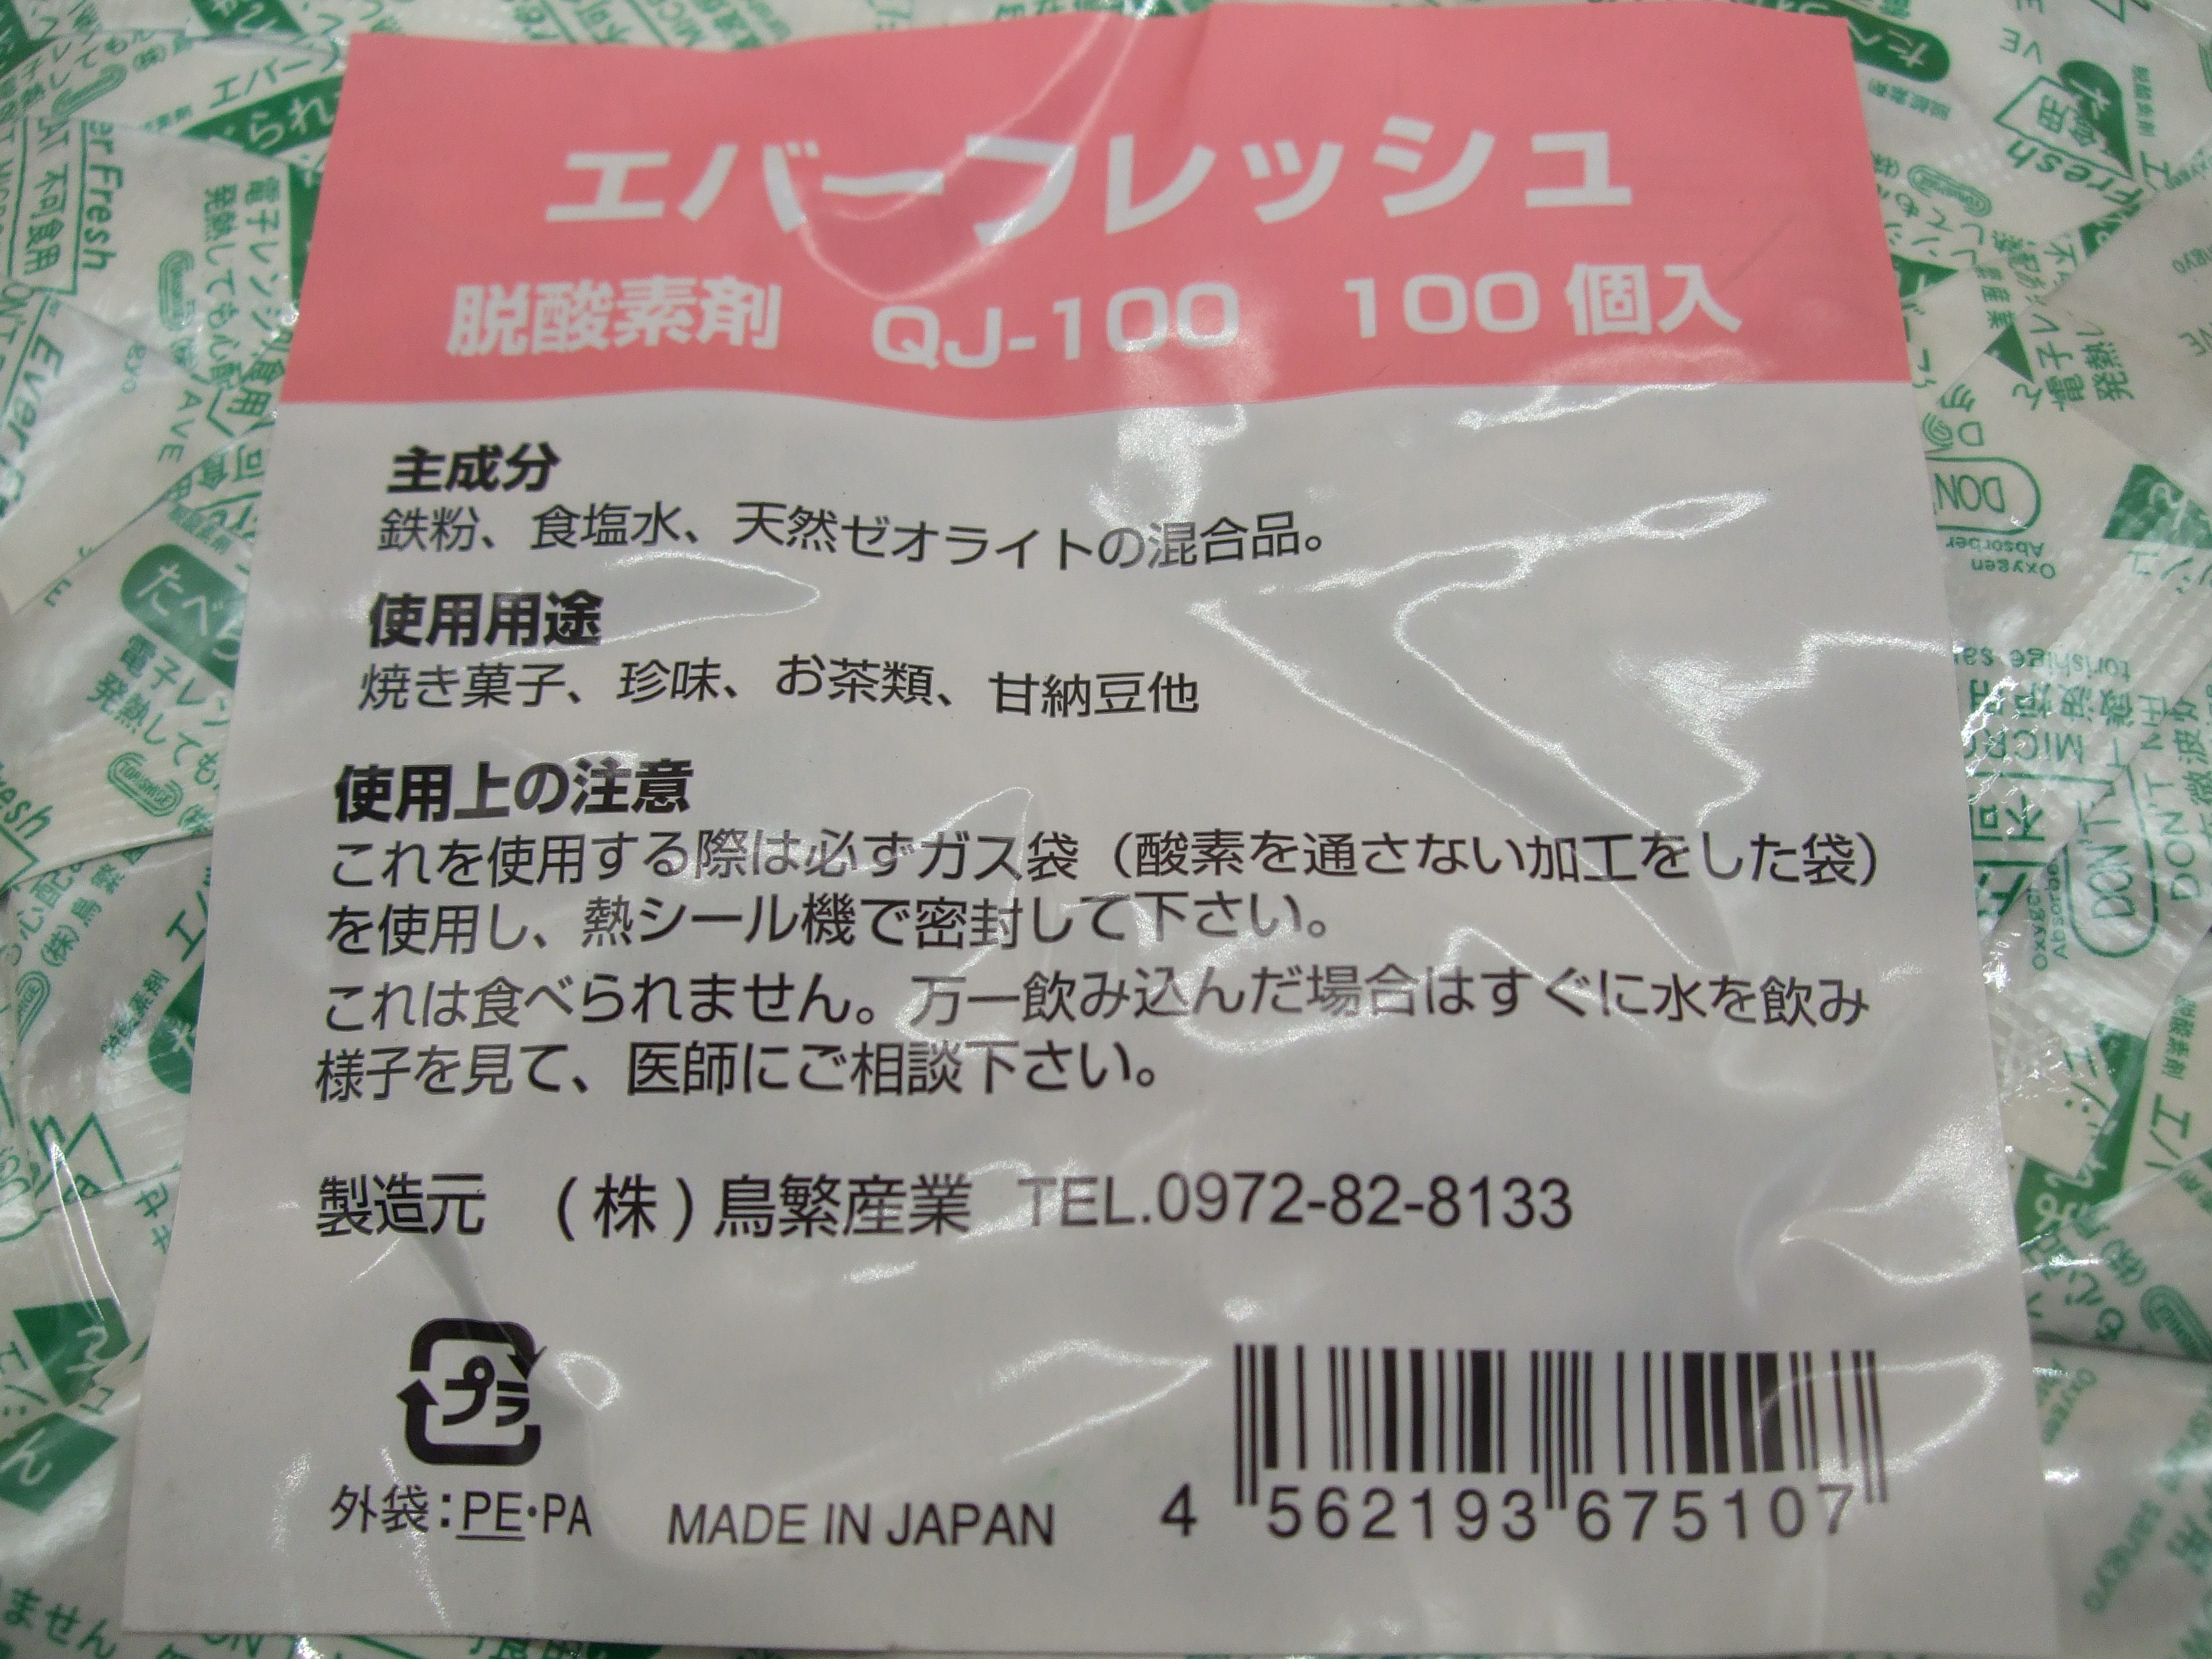 エバーフレッシュ
脱酸素剤 QJ-100 100個入
主成分
鉄粉、食塩水、天然ゼオライトの混合品。
使用用途
焼き菓子、珍味、お茶類、甘納豆他
使用上の注意
これを使用する際は必ずガス袋（酸素を通さない加工をした袋）
を使用し、熱シール機で密封して下さい。
これは食べられません。万一飲み込んだ場合はすぐに水を飲み
様子を見て、医師にご相談下さい。
製造元 (株)鳥繁産業 TEL.0972-82-8133
プラ
外袋:PE・PA
MADE IN JAPAN
4 562193 675107